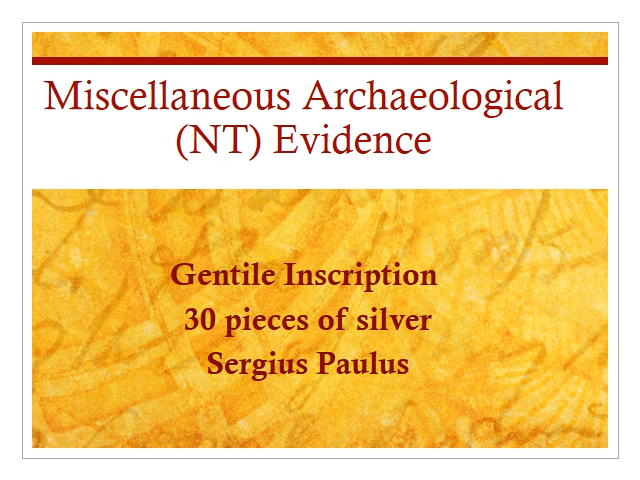 Miscellaneous Archaeological
(NT) Evidence
Gentile Inscription
30 pieces of silver
Sergius Paulus